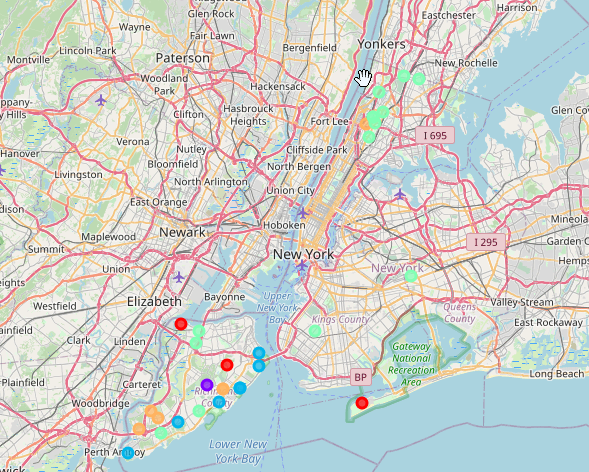 Harrison
Eastchester
Glen Rock
Wayne
Fair Lawn
Bergenfield
Yonkers
Lincoln Park
Paterson
Montville
New Rochelle
Woodland
Park
Hackensack
Hasbrouck
Heights
Clifton
Fort Lee
Glen Co
I 695
Hanover
Verona
Nutley
Cliffside Park
Bloomfield
North Bergen
Livingston
North Arlington
Union City
East Orange
Mineola
Hoboken
Newark
Maplewood
Garden C
I 295
Summit
New York
Hemps
Union
New York
Elizabeth
Bayonne
Upper
New York
Bay
Valley Stream
Westfield
Queens
County
Kings County
East Rockaway
Linden
Clark
Gateway
National
Recreation
Area
Long Beach
BP
Plainfield
Carteret
Woodbridge
Perth Amboy
Lower New
York Bay